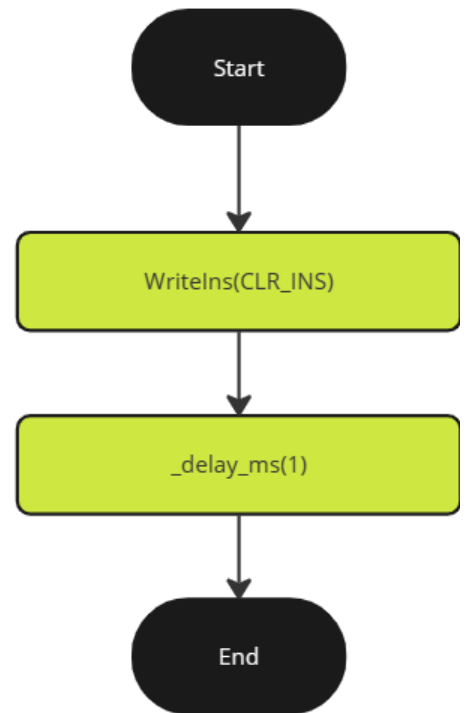 Start
WriteIns(CLR_INS)
_delay_ms(1)
End